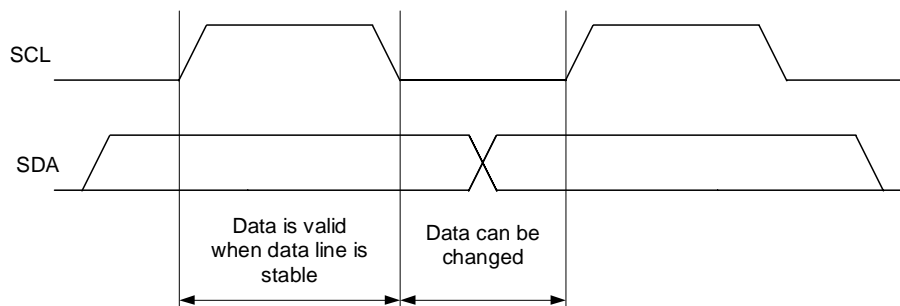 SCL
SDA
Data is valid
when data line is
stable
Data can be
changed